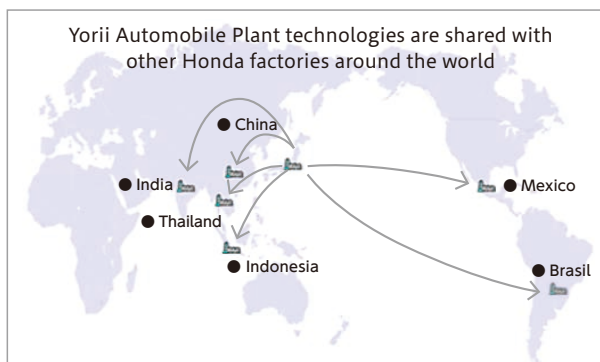 Yorii Automobile Plant technologies are shared with
other Honda factories around the world
● China
● India
● Mexico
● Thailand
● Indonesia
● Brasil